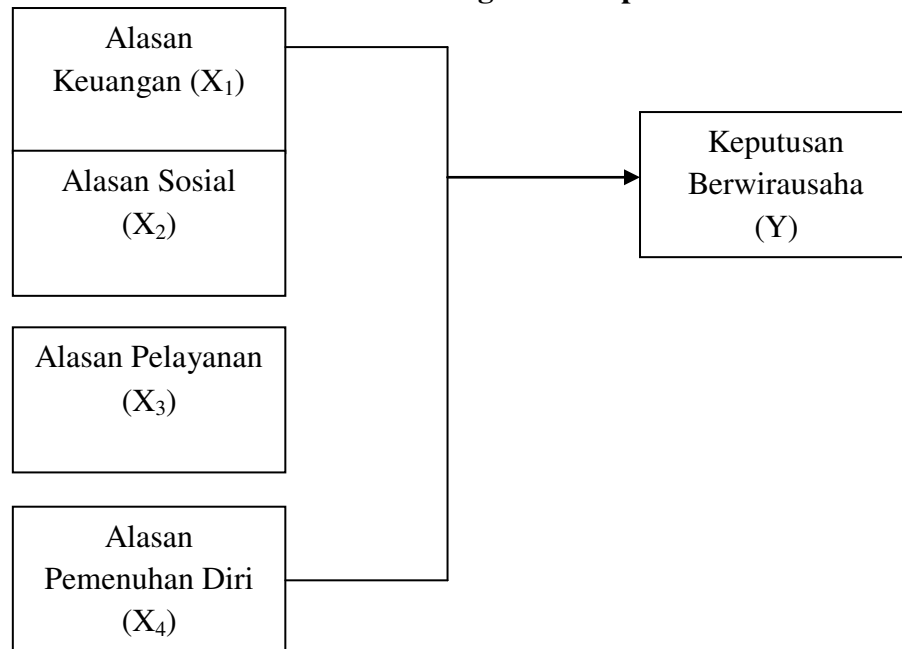 Alasan
Keuangan (X₁)
Alasan Sosial
(X₂)
Alasan Pelayanan
(X₃)
Alasan
Pemenuhan Diri
(X₄)
Keputusan
Berwirausaha
(Y)